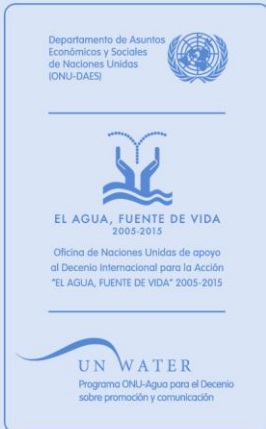 Departamento de Asuntos
Económicos y Sociales
de Naciones Unidas
(ONU-DAES)
EL AGUA, FUENTE DE VIDA
2005-2015
Oficina de Naciones Unidas de apoyo
al Decenio Internacional para la Acción
"EL AGUA, FUENTE DE VIDA" 2005-2015
UN WATER
Programa ONU-Agua para el Decenio
sobre promoción y comunicación